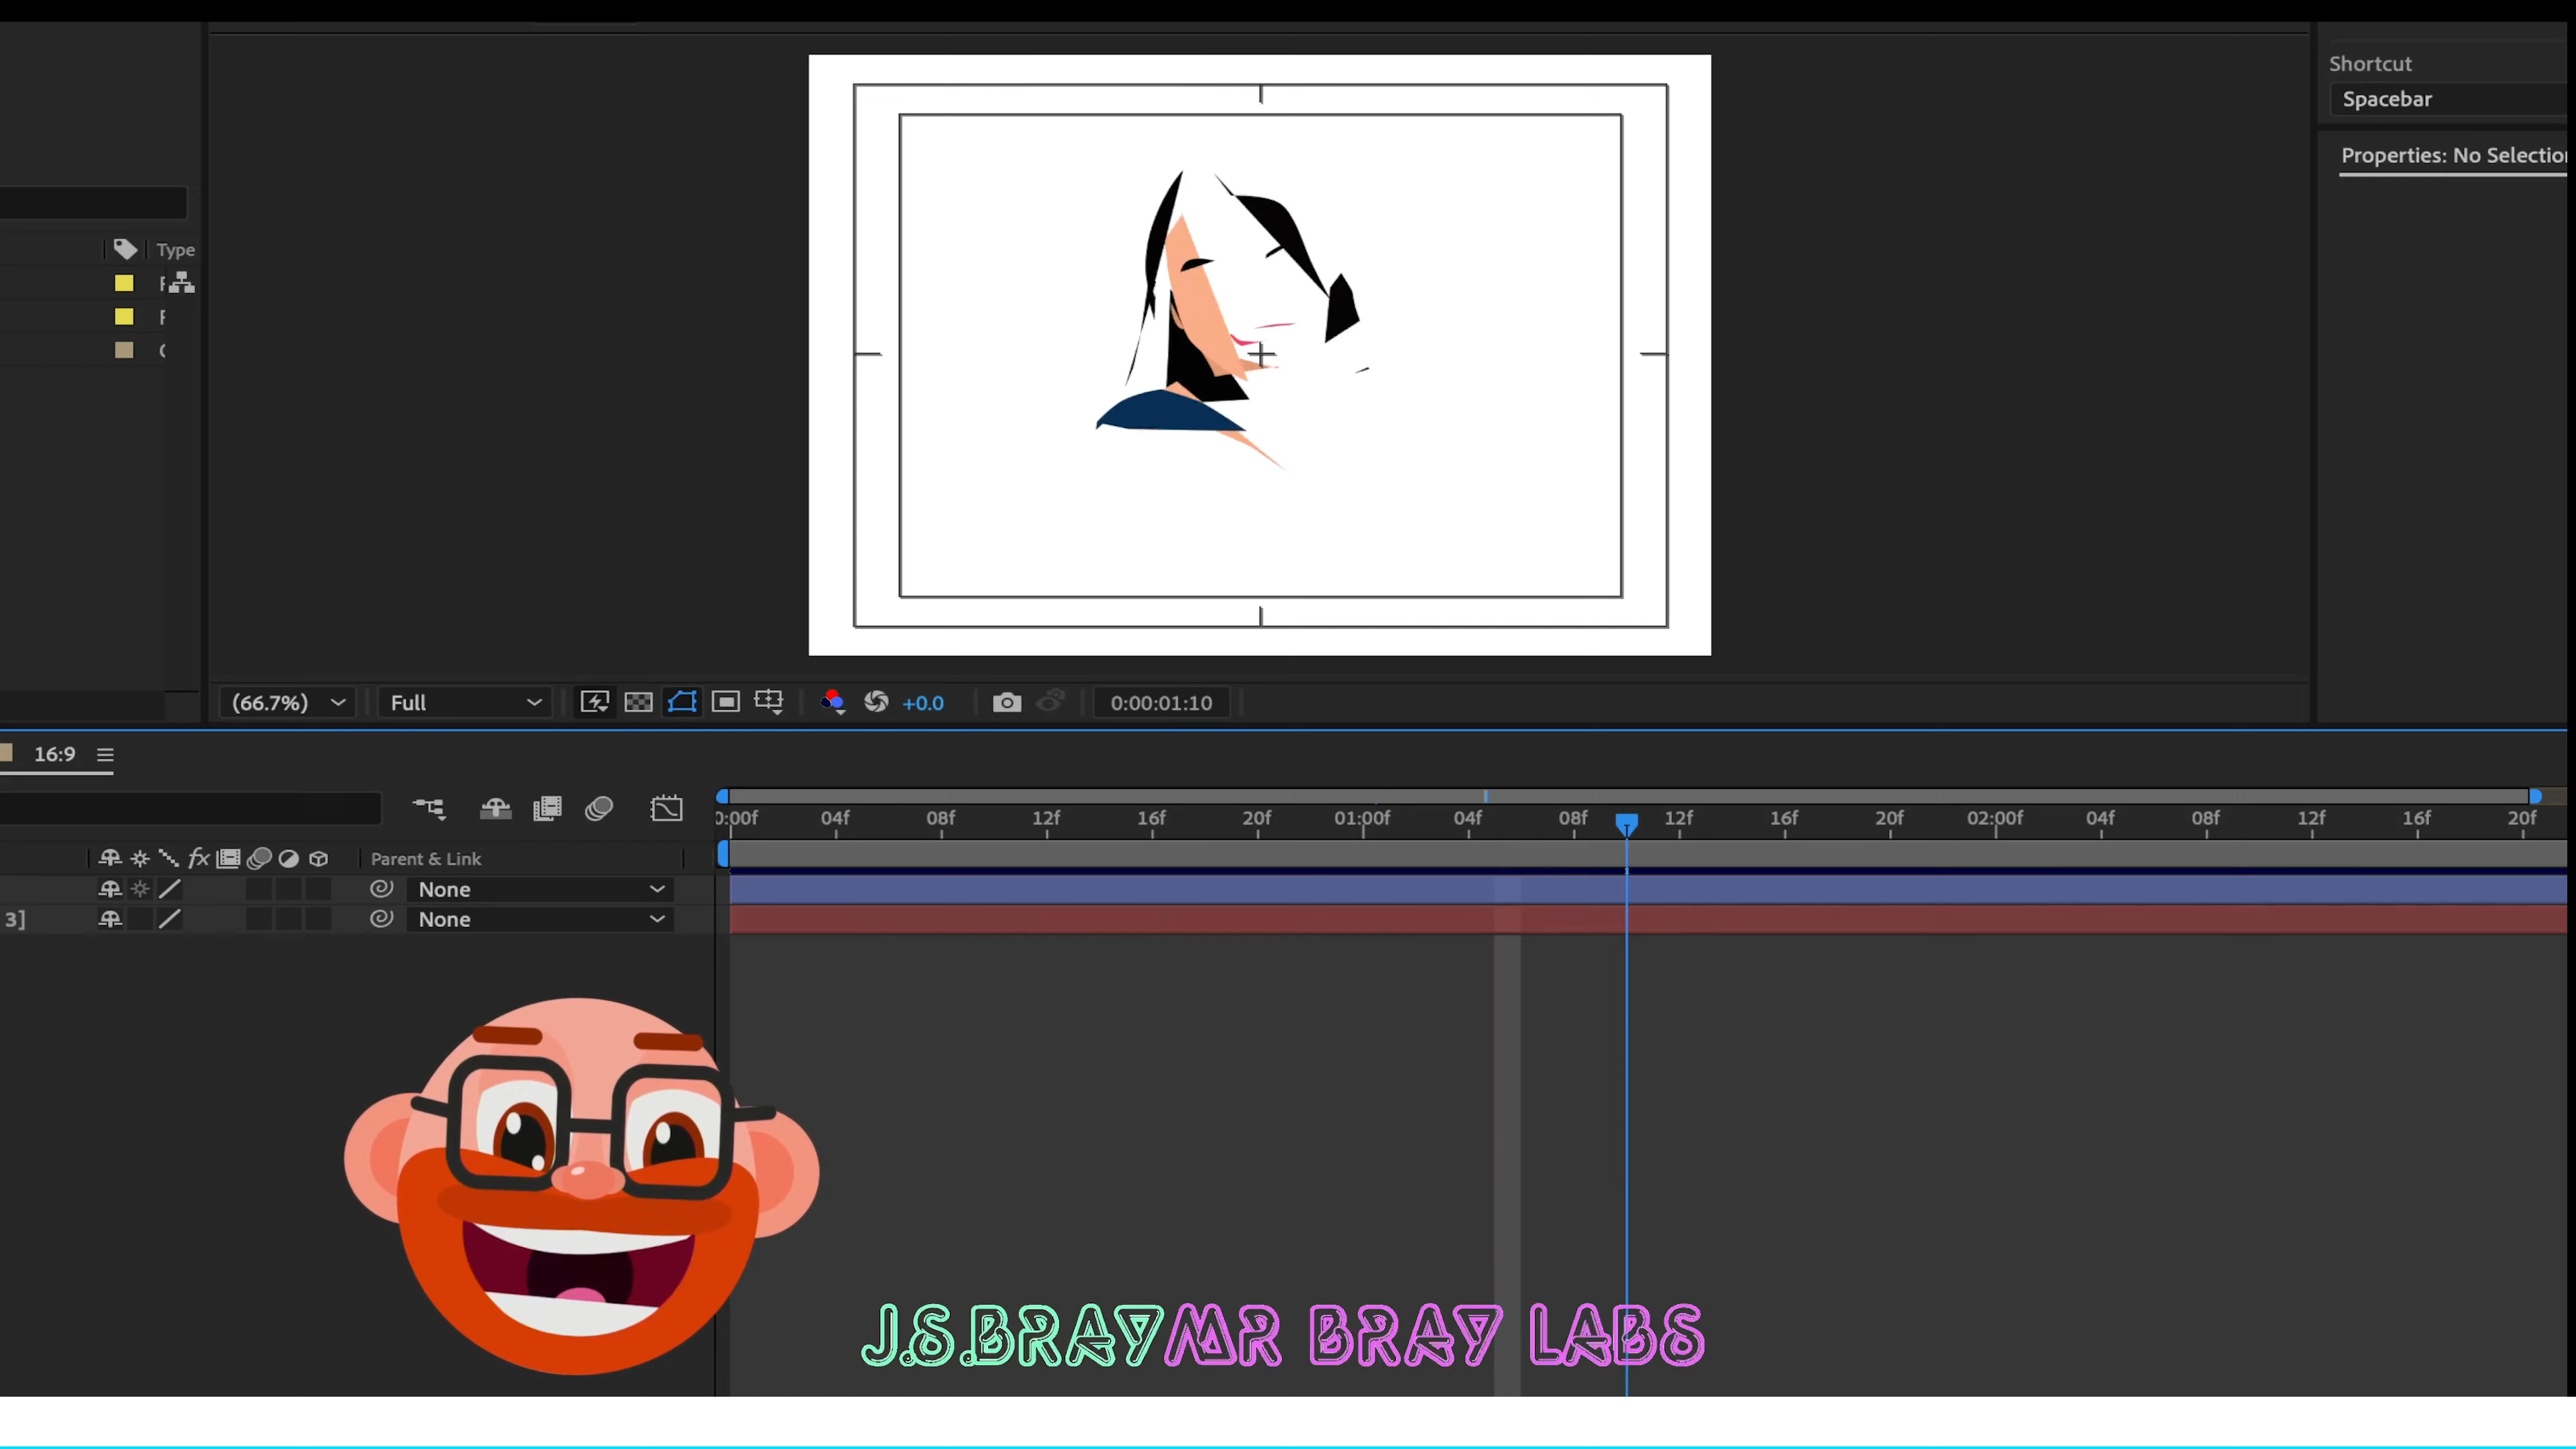 Shortcut
Spacebar
Properties: No Selectio
Type
F
F
C
(66.7%)
Full
+0.0
0:00:01:10
16:9
0:00f 04f 08f 12f 16f 20f 01:00f 04f 08f 12f 16f 20f 02:00f 04f 08f 12f 16f 20f
fx
Parent & Link
None
3]
None
J.S.BRAY MR BRAY LABS